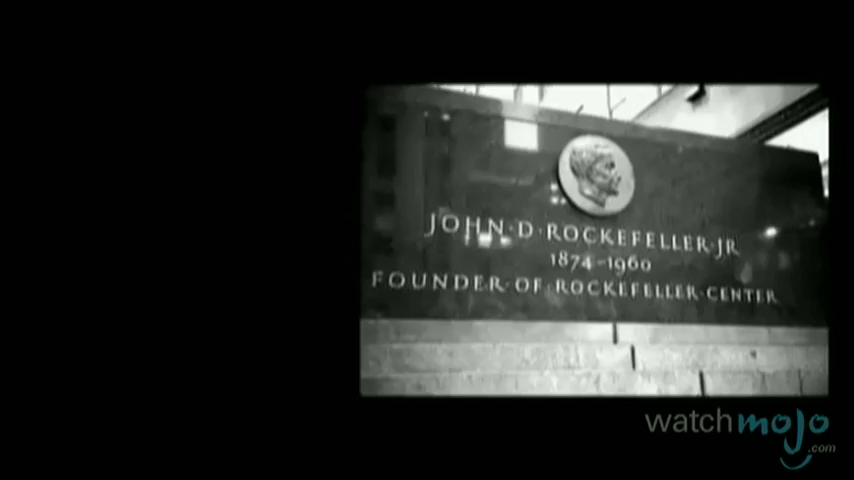 JOHN·D·ROCKEFELLER·JR
1874-1960
FOUNDER·OF·ROCKEFELLER·CENTER
watchmojo
.com